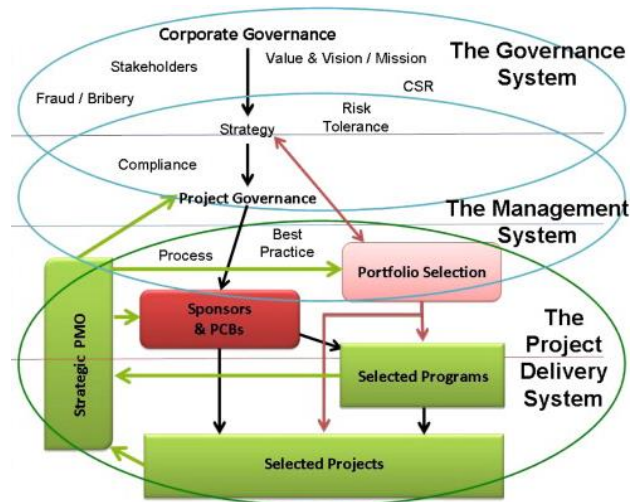 Corporate Governance
The Governance
System
Stakeholders
Value & Vision / Mission
CSR
Fraud / Bribery
Risk
Tolerance
Strategy
Compliance
Project Governance
The Management
System
Best
Practice
Process
Portfolio Selection
Strategic PMO
Sponsors
& PCBs
The
Project
Delivery
System
Selected Programs
Selected Projects